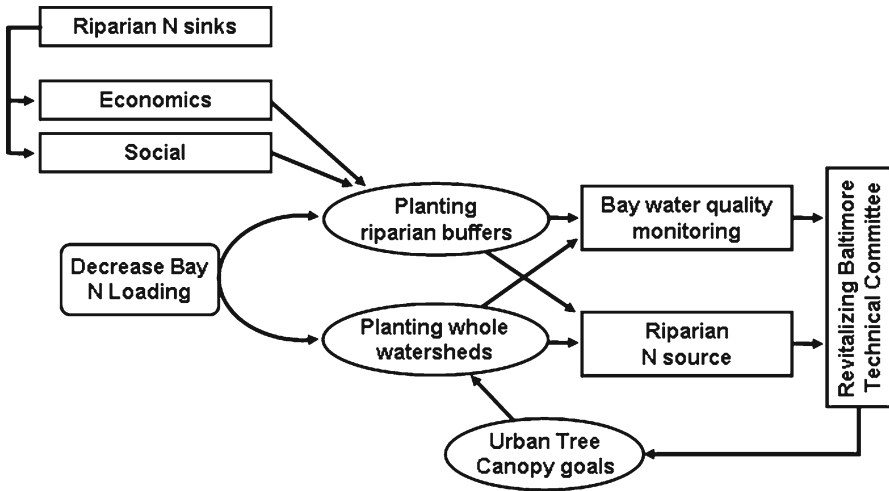 Riparian N sinks
Economics
Social
Planting
riparian buffers
Bay water quality
monitoring
Decrease Bay
N Loading
Planting whole
watersheds
Riparian
N source
Revitalizing Baltimore
Technical Committee
Urban Tree
Canopy goals